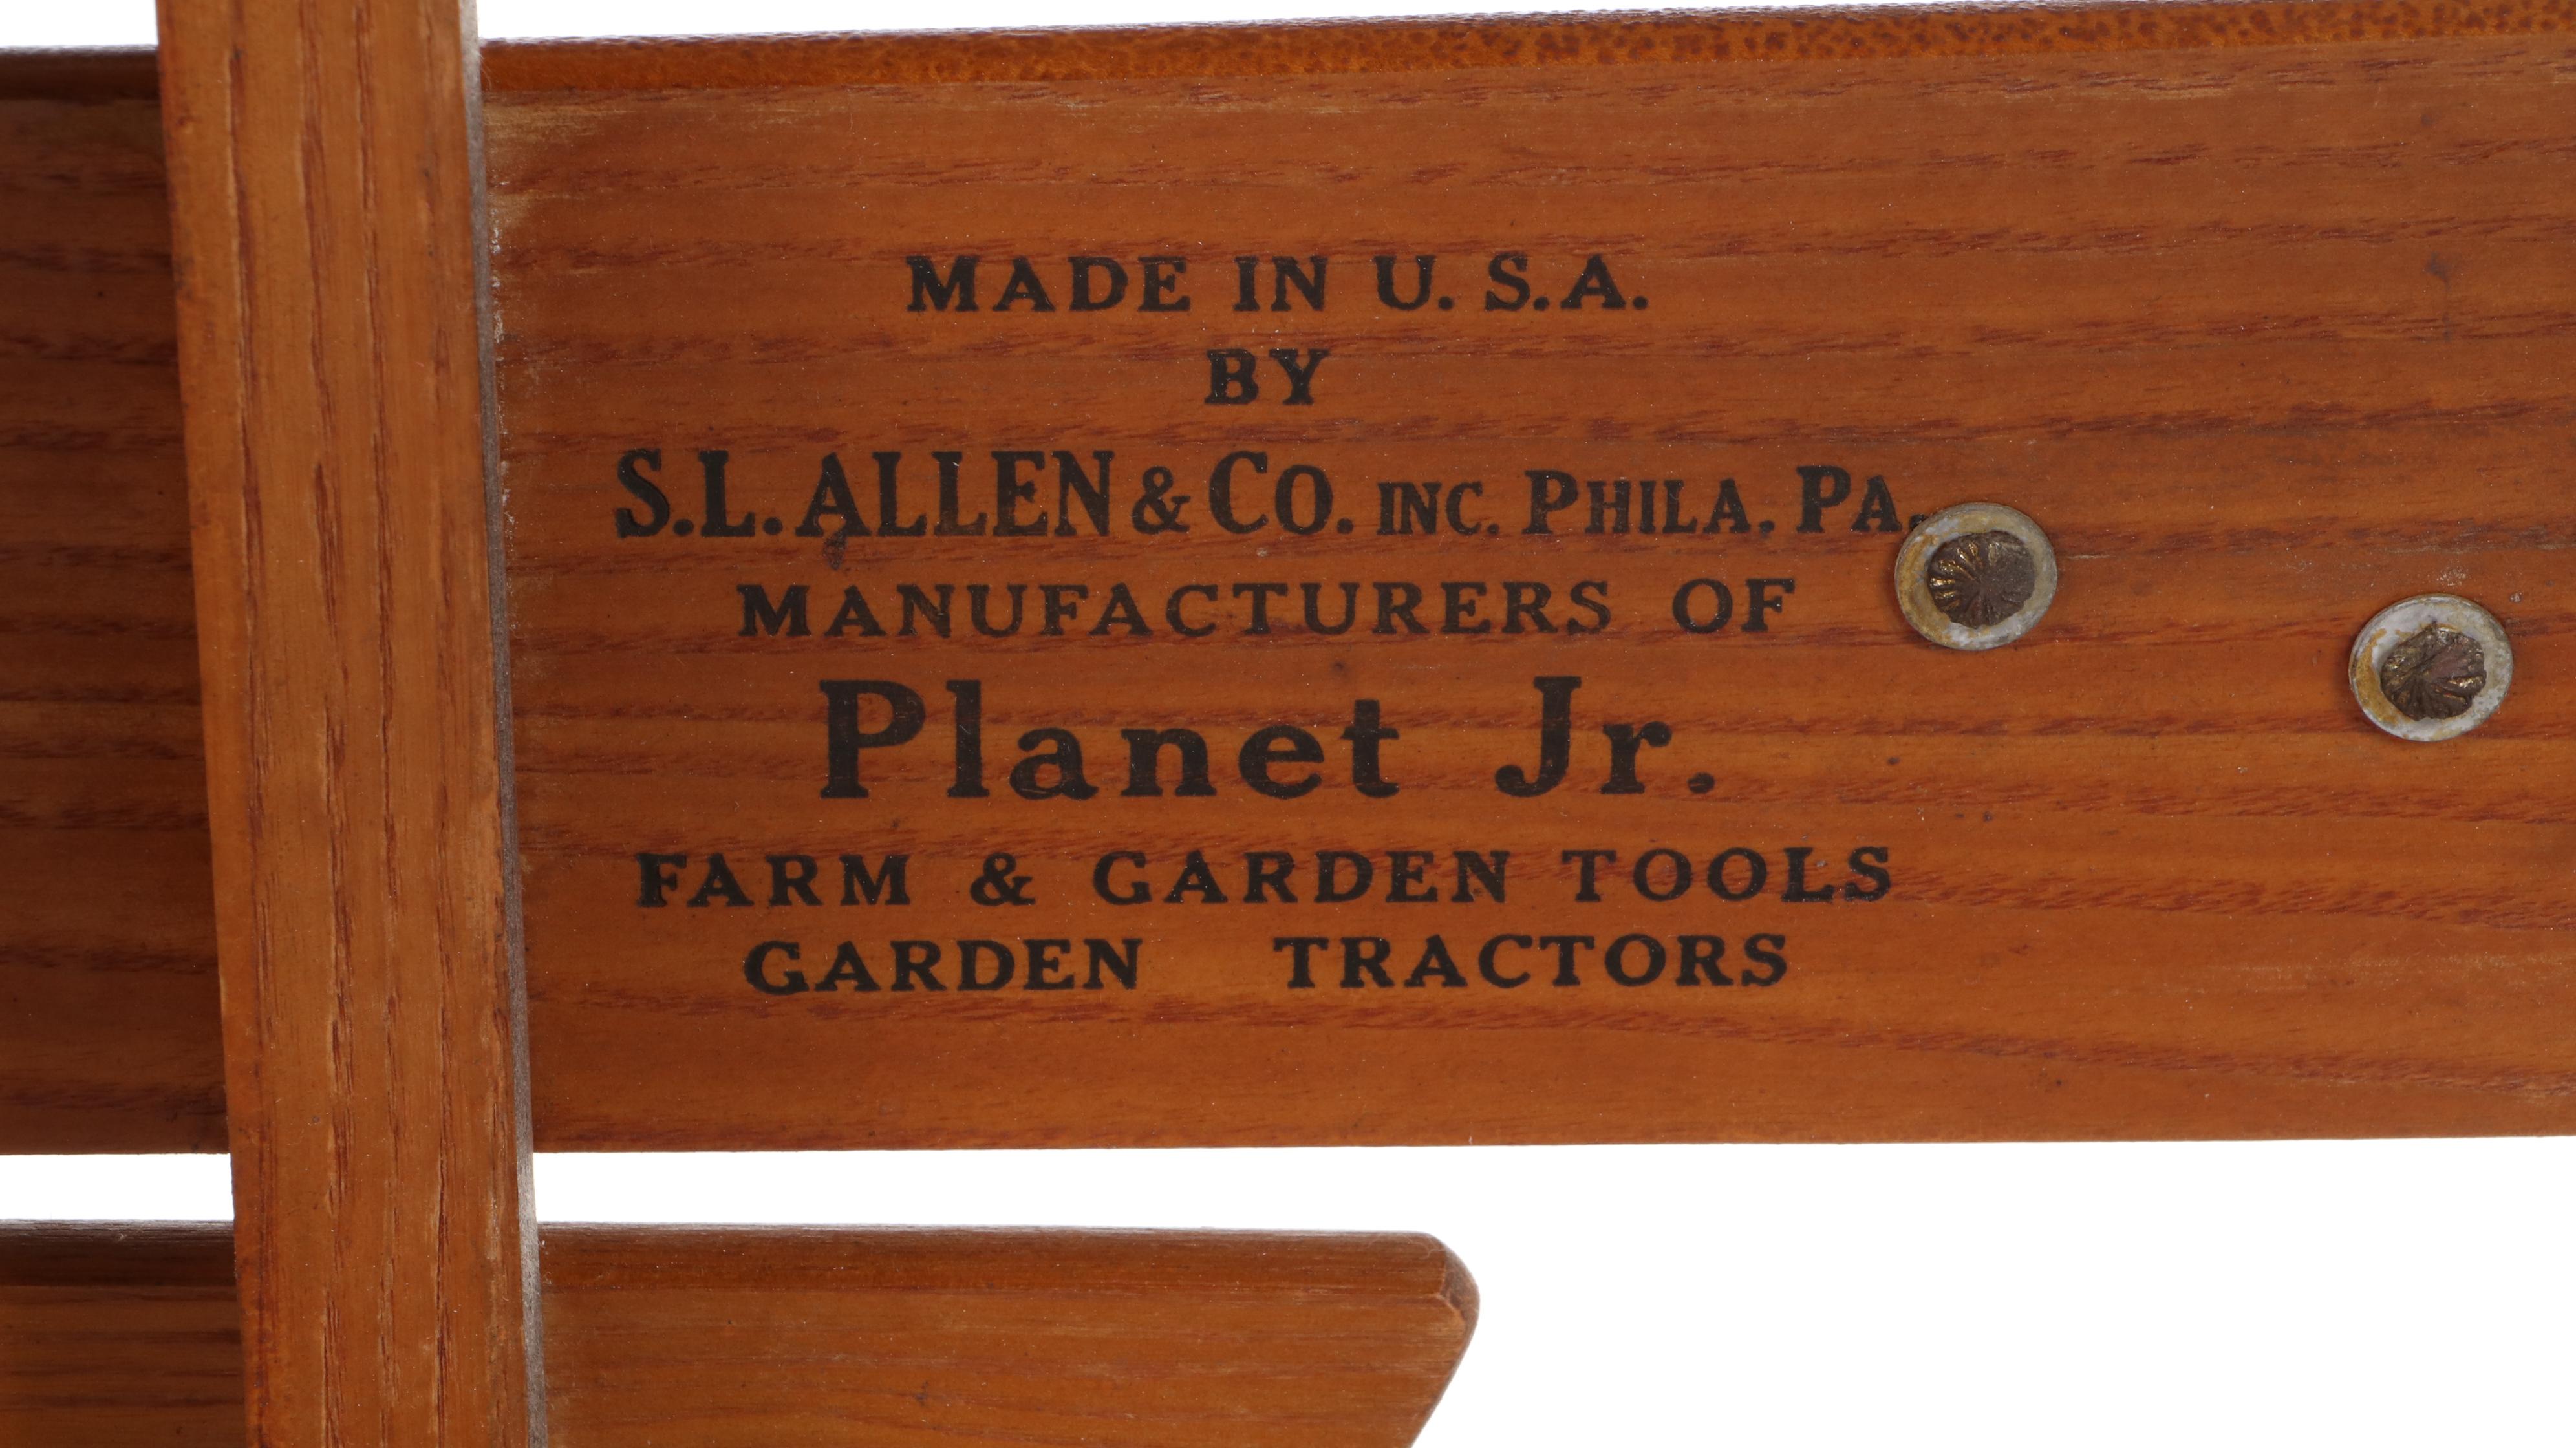 MADE IN U. S.A.
BY
S.L. ALLEN & CO. INC. PHILA. PA.
MANUFACTURERS OF
Planet Jr.
FARM & GARDEN TOOLS
GARDEN TRACTORS